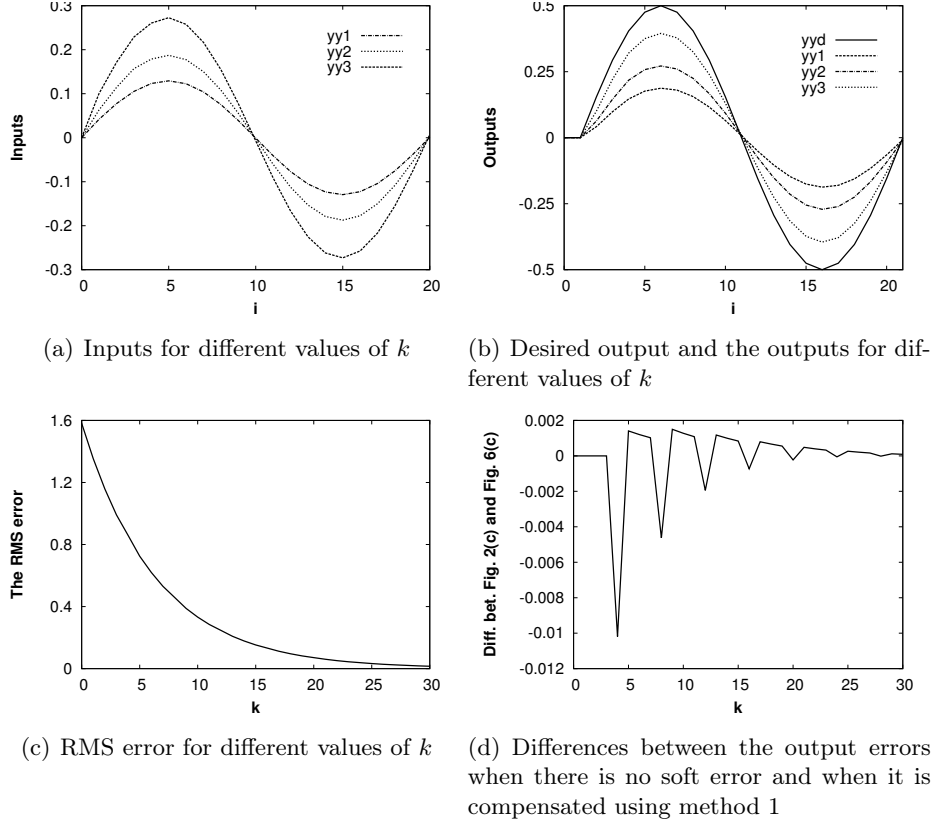 0.3
0.2
0.1
0
-0.1
-0.2
-0.3
Inputs
yy1
yy2
yy3
0 5 10 15 20
i
(a) Inputs for different values of k
0.5
0.25
0
-0.25
-0.5
Outputs
yyd
yy1
yy2
yy3
0 5 10 15 20
i
(b) Desired output and the outputs for dif-
ferent values of k
1.6
1.2
0.8
0.4
0
The RMS error
0 5 10 15 20 25 30
k
(c) RMS error for different values of k
0.002
0
-0.002
-0.004
-0.006
-0.008
-0.01
-0.012
Diff. bet. Fig. 2(c) and Fig. 6(c)
0 5 10 15 20 25 30
k
(d) Differences between the output errors
when there is no soft error and when it is
compensated using method 1